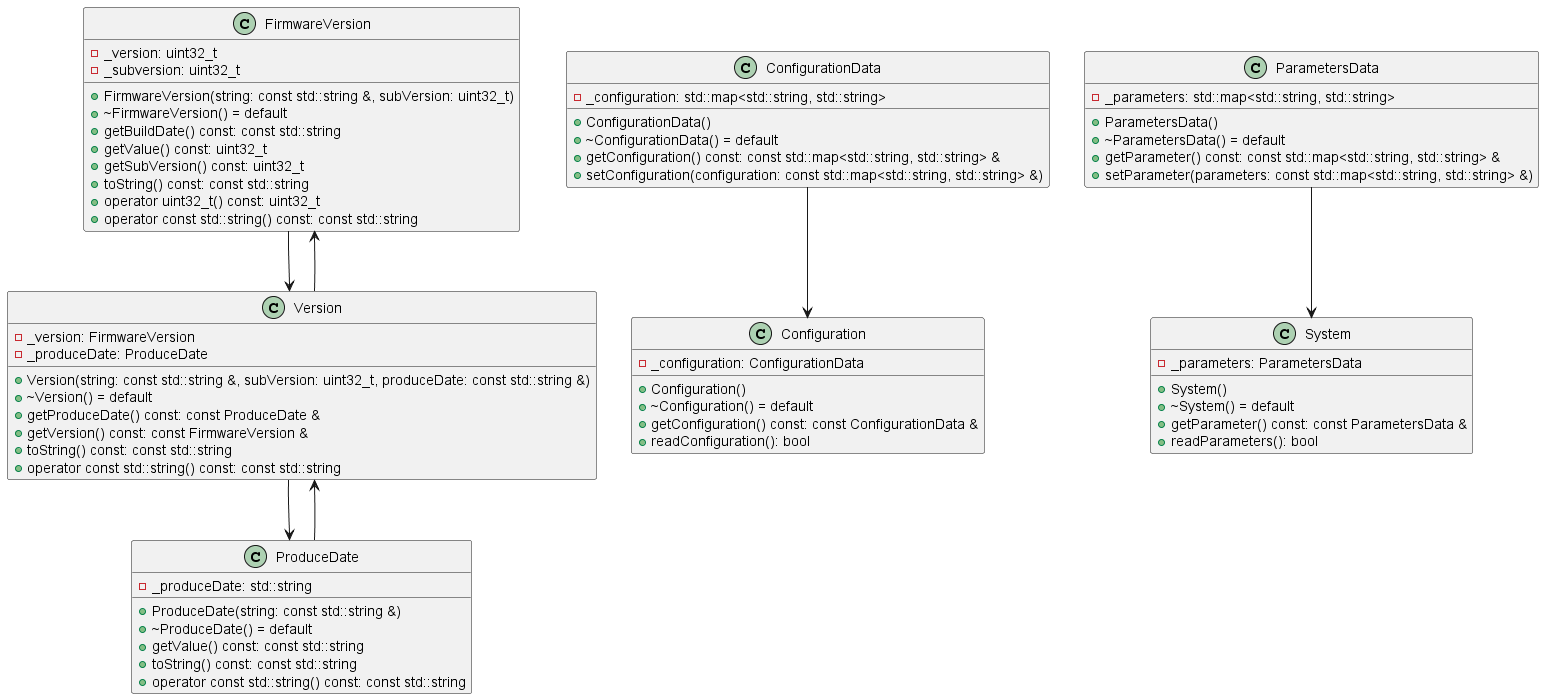 C FirmwareVersion
_version: uint32_t
_subversion: uint32_t
FirmwareVersion(string: const std::string &, subVersion: uint32_t)
~FirmwareVersion() = default
getBuildDate() const: const std::string
getValue() const: uint32_t
getSubVersion() const: uint32_t
toString() const: const std::string
operator uint32_t() const: uint32_t
operator const std::string() const: const std::string
C ConfigurationData
_configuration: std::map<std::string, std::string>
ConfigurationData()
~ConfigurationData() = default
getConfiguration() const: const std::map<std::string, std::string> &
setConfiguration(configuration: const std::map<std::string, std::string> &)
C ParametersData
_parameters: std::map<std::string, std::string>
ParametersData()
~ParametersData() = default
getParameter() const: const std::map<std::string, std::string> &
setParameter(parameters: const std::map<std::string, std::string> &)
C Version
_version: FirmwareVersion
_produceDate: ProduceDate
Version(string: const std::string &, subVersion: uint32_t, produceDate: const std::string &)
~Version() = default
getProduceDate() const: const ProduceDate &
getVersion() const: const FirmwareVersion &
toString() const: const std::string
operator const std::string() const: const std::string
C Configuration
_configuration: ConfigurationData
Configuration()
~Configuration() = default
getConfiguration() const: const ConfigurationData &
readConfiguration(): bool
C System
_parameters: ParametersData
System()
~System() = default
getParameter() const: const ParametersData &
readParameters(): bool
C ProduceDate
_produceDate: std::string
ProduceDate(string: const std::string &)
~ProduceDate() = default
getValue() const: const std::string
toString() const: const std::string
operator const std::string() const: const std::string